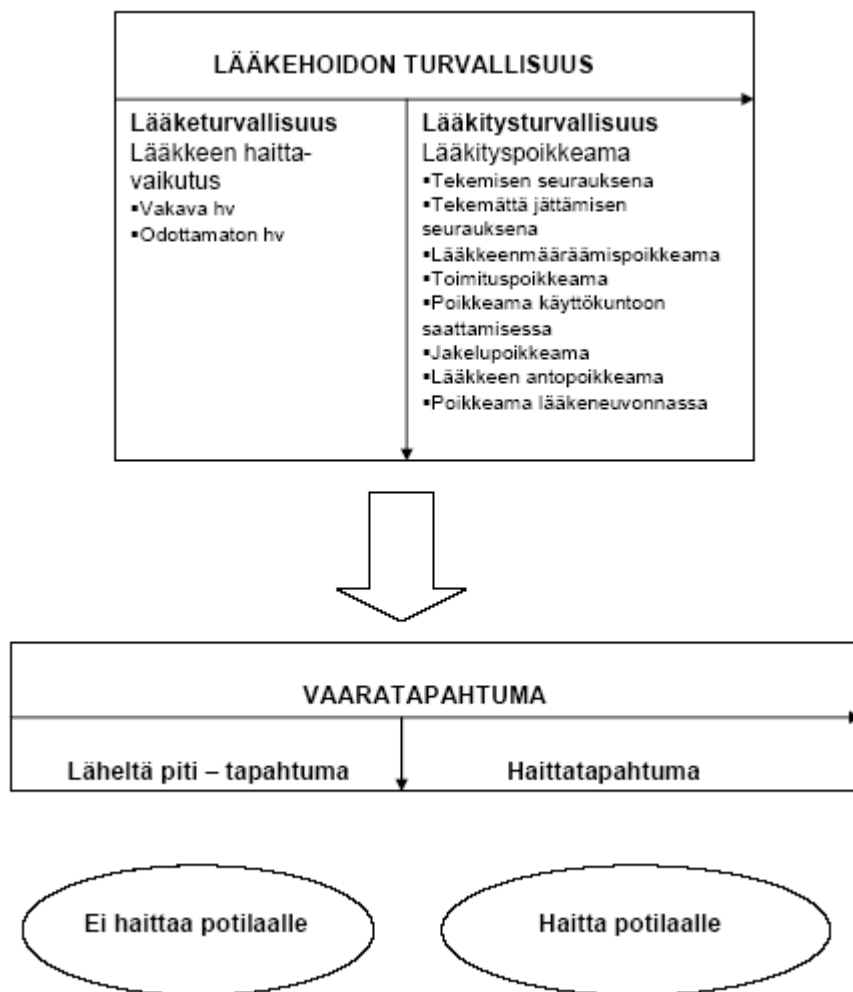 LÄÄKEHOIDON TURVALLISUUS
Lääketurvallisuus
Lääkkeen haitta-
vaikutus
▪Vakava hv
▪Odottamaton hv
Lääkitysturvallisuus
Lääkityspoikkeama
▪Tekemisen seurauksena
▪Tekemättä jättämisen
seurauksena
▪Lääkkeenmääräämispoikkeama
▪Toimituspoikkeama
▪Poikkeama käyttökuntoon
saattamisessa
▪Jakelupoikkeama
▪Lääkkeen antopoikkeama
▪Poikkeama lääkeneuvonnassa
VAARATAPAHTUMA
Läheltä piti – tapahtuma
Haittatapahtuma
Ei haittaa potilaalle
Haitta potilaalle